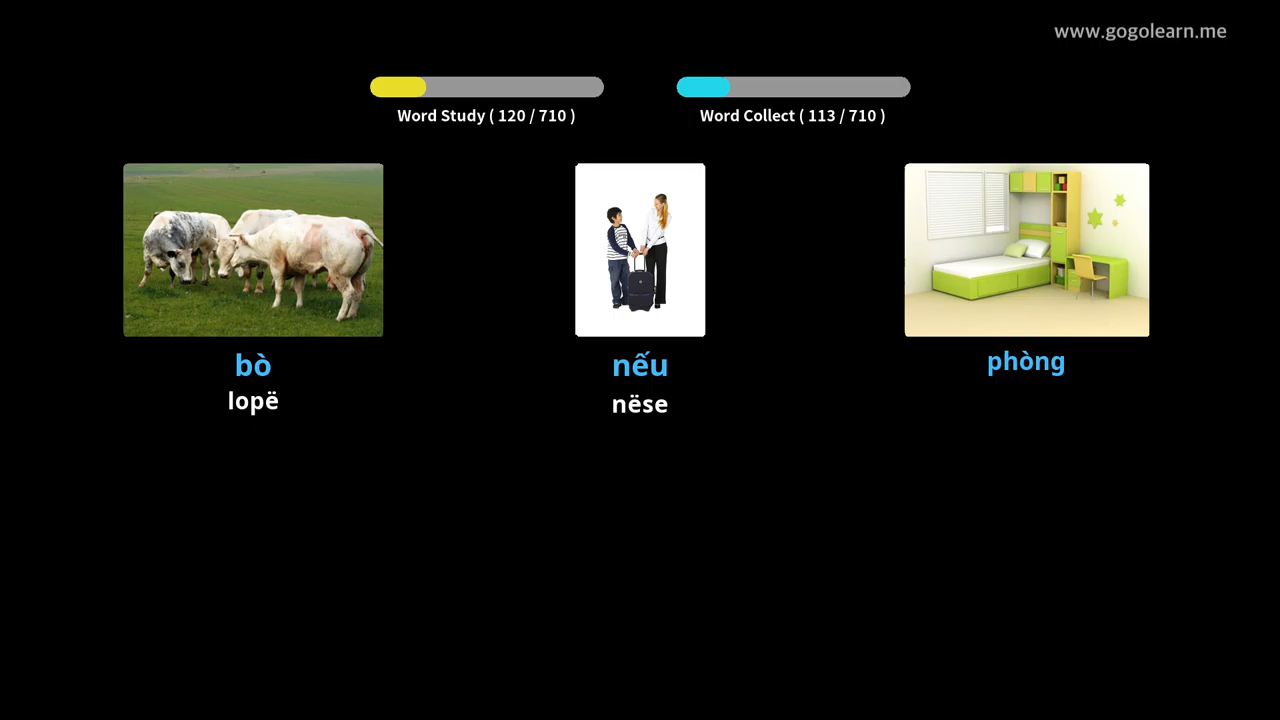 www.gogolearn.me
Word Study ( 120 / 710 )
Word Collect ( 113 / 710 )
bò
lopë
nếu
nëse
phòng